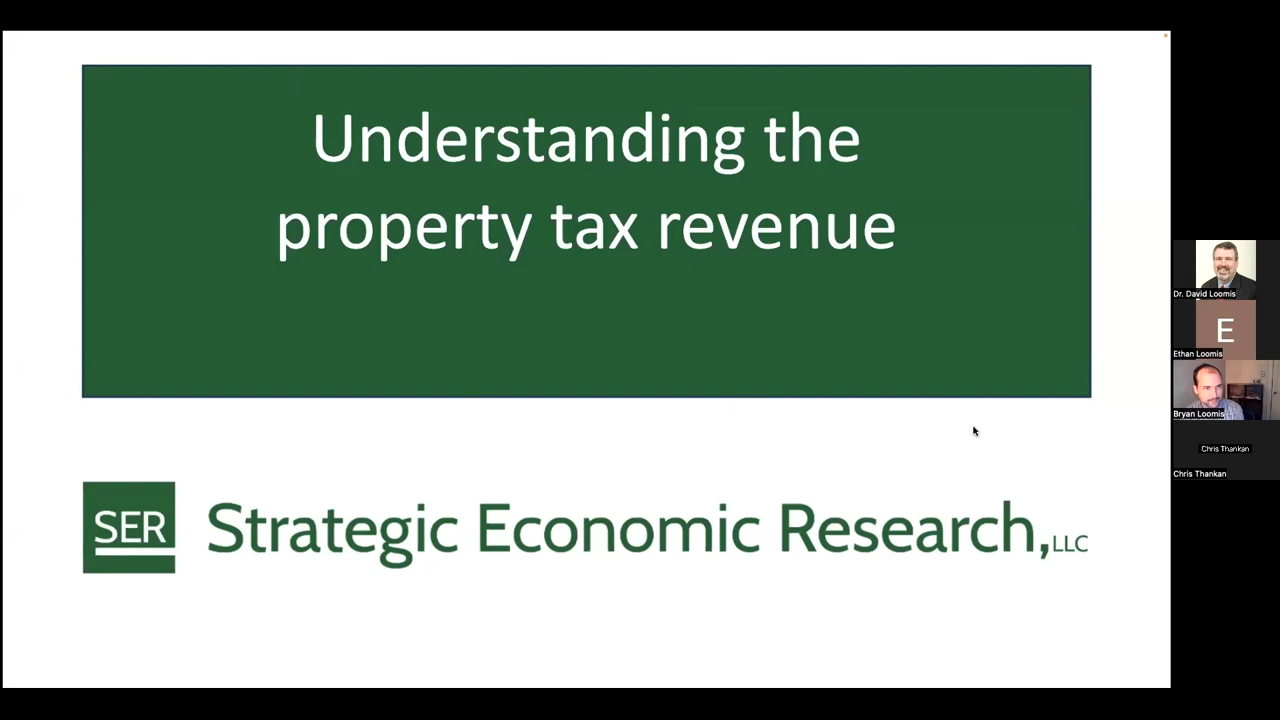 Understanding the
property tax revenue
SER Strategic Economic Research, LLC
Dr. David Loomis
E
Ethan Loomis
Bryan Loomis
Chris Thankan
Chris Thankan